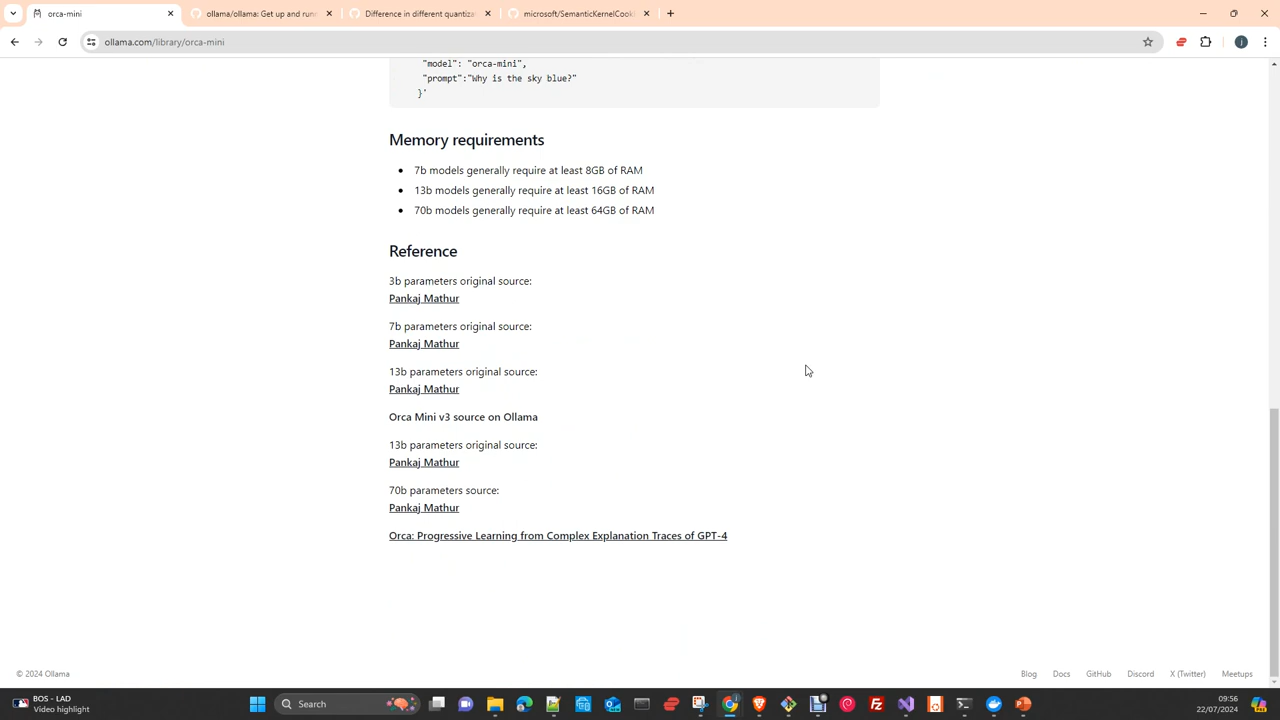 orca-mini
ollama/ollama: Get up and runn
Difference in different quantiza
microsoft/SemanticKernelCook
ollama.com/library/orca-mini
"model": "orca-mini",
"prompt":"Why is the sky blue?"
}'
Memory requirements
7b models generally require at least 8GB of RAM
13b models generally require at least 16GB of RAM
70b models generally require at least 64GB of RAM
Reference
3b parameters original source:
Pankaj Mathur
7b parameters original source:
Pankaj Mathur
13b parameters original source:
Pankaj Mathur
Orca Mini v3 source on Ollama
13b parameters original source:
Pankaj Mathur
70b parameters source:
Pankaj Mathur
Orca: Progressive Learning from Complex Explanation Traces of GPT-4
© 2024 Ollama
Blog Docs GitHub Discord X (Twitter) Meetups
BOS - LAD
Video highlight
Search
09:56
22/07/2024